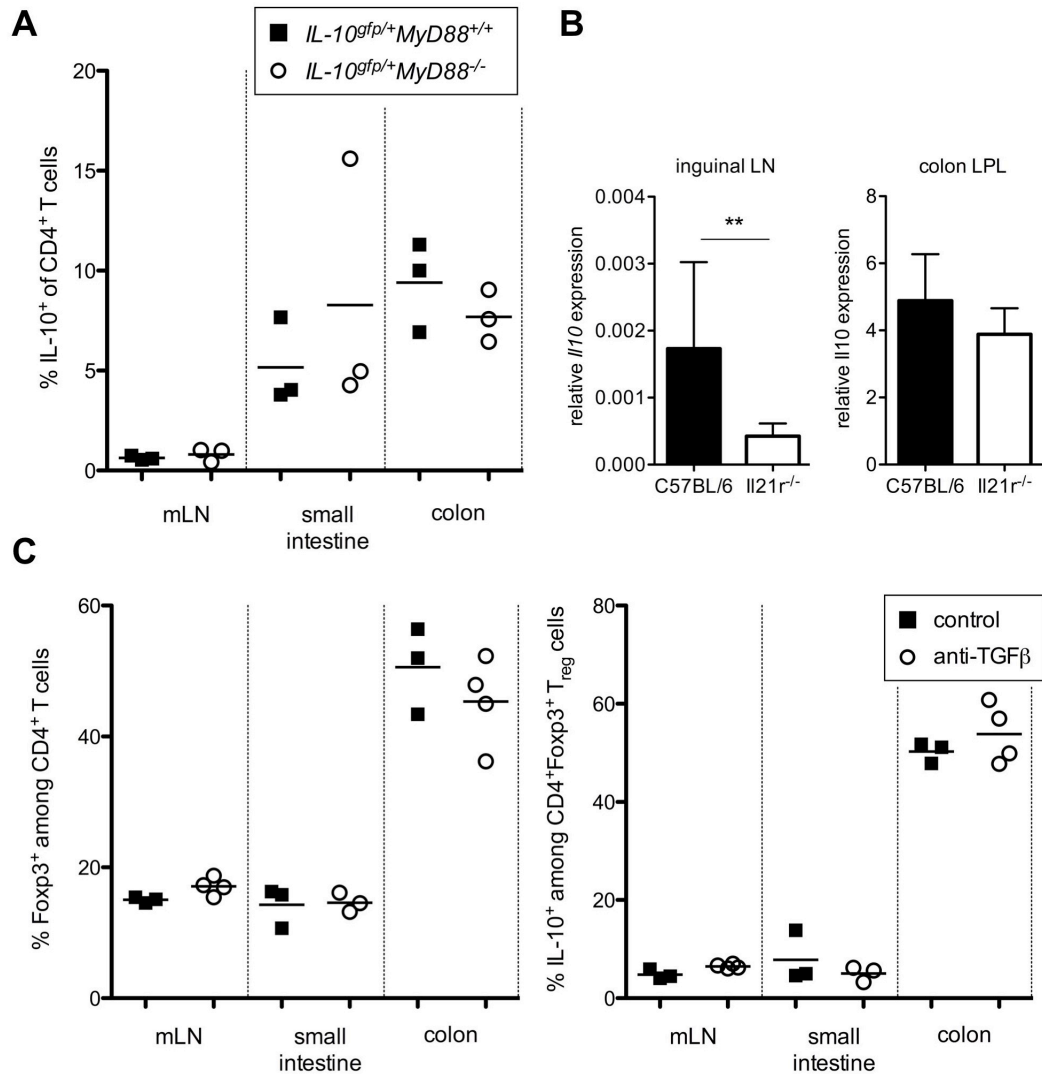 A
IL-10gfp/+MyD88+/+
IL-10gfp/+MyD88-/-
% IL-10+ of CD4+ T cells
20
15
10
5
0
mLN
small
intestine
colon
B
inguinal LN
relative Il10 expression
0.004
0.003
0.002
0.001
0.000
**
C57BL/6
Il21r-/-
colon LPL
relative Il10 expression
8
6
4
2
0
C57BL/6
Il21r-/-
C
% Foxp3+ among CD4+ T cells
60
40
20
0
mLN
small
intestine
colon
% IL-10+ among CD4+Foxp3+ Treg cells
80
60
40
20
0
control
anti-TGFβ
mLN
small
intestine
colon